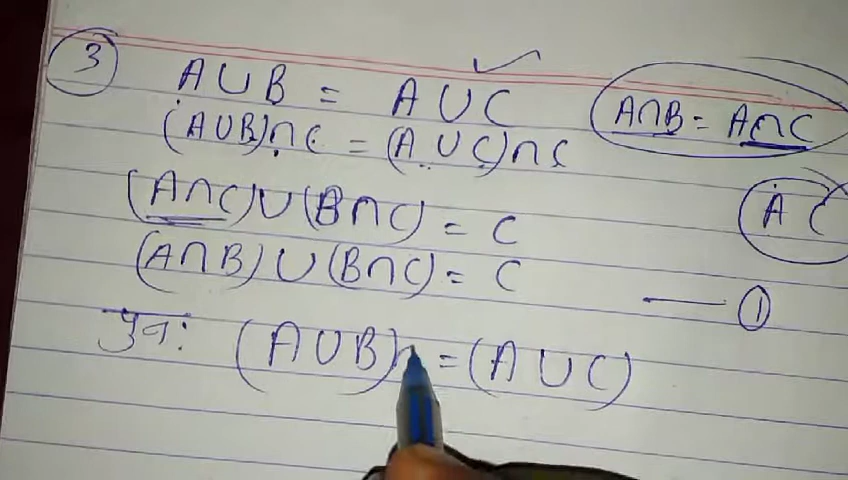 3
A ∪ B = A ∪ C
A∩B = A∩C
(A∪B)∩C = (A ∪ C)∩C
(A∩C)∪(B∩C) = C
A C
(A∩B) ∪ (B∩C) = C
1
पुनः (A ∪ B)∩ = (A ∪ C)